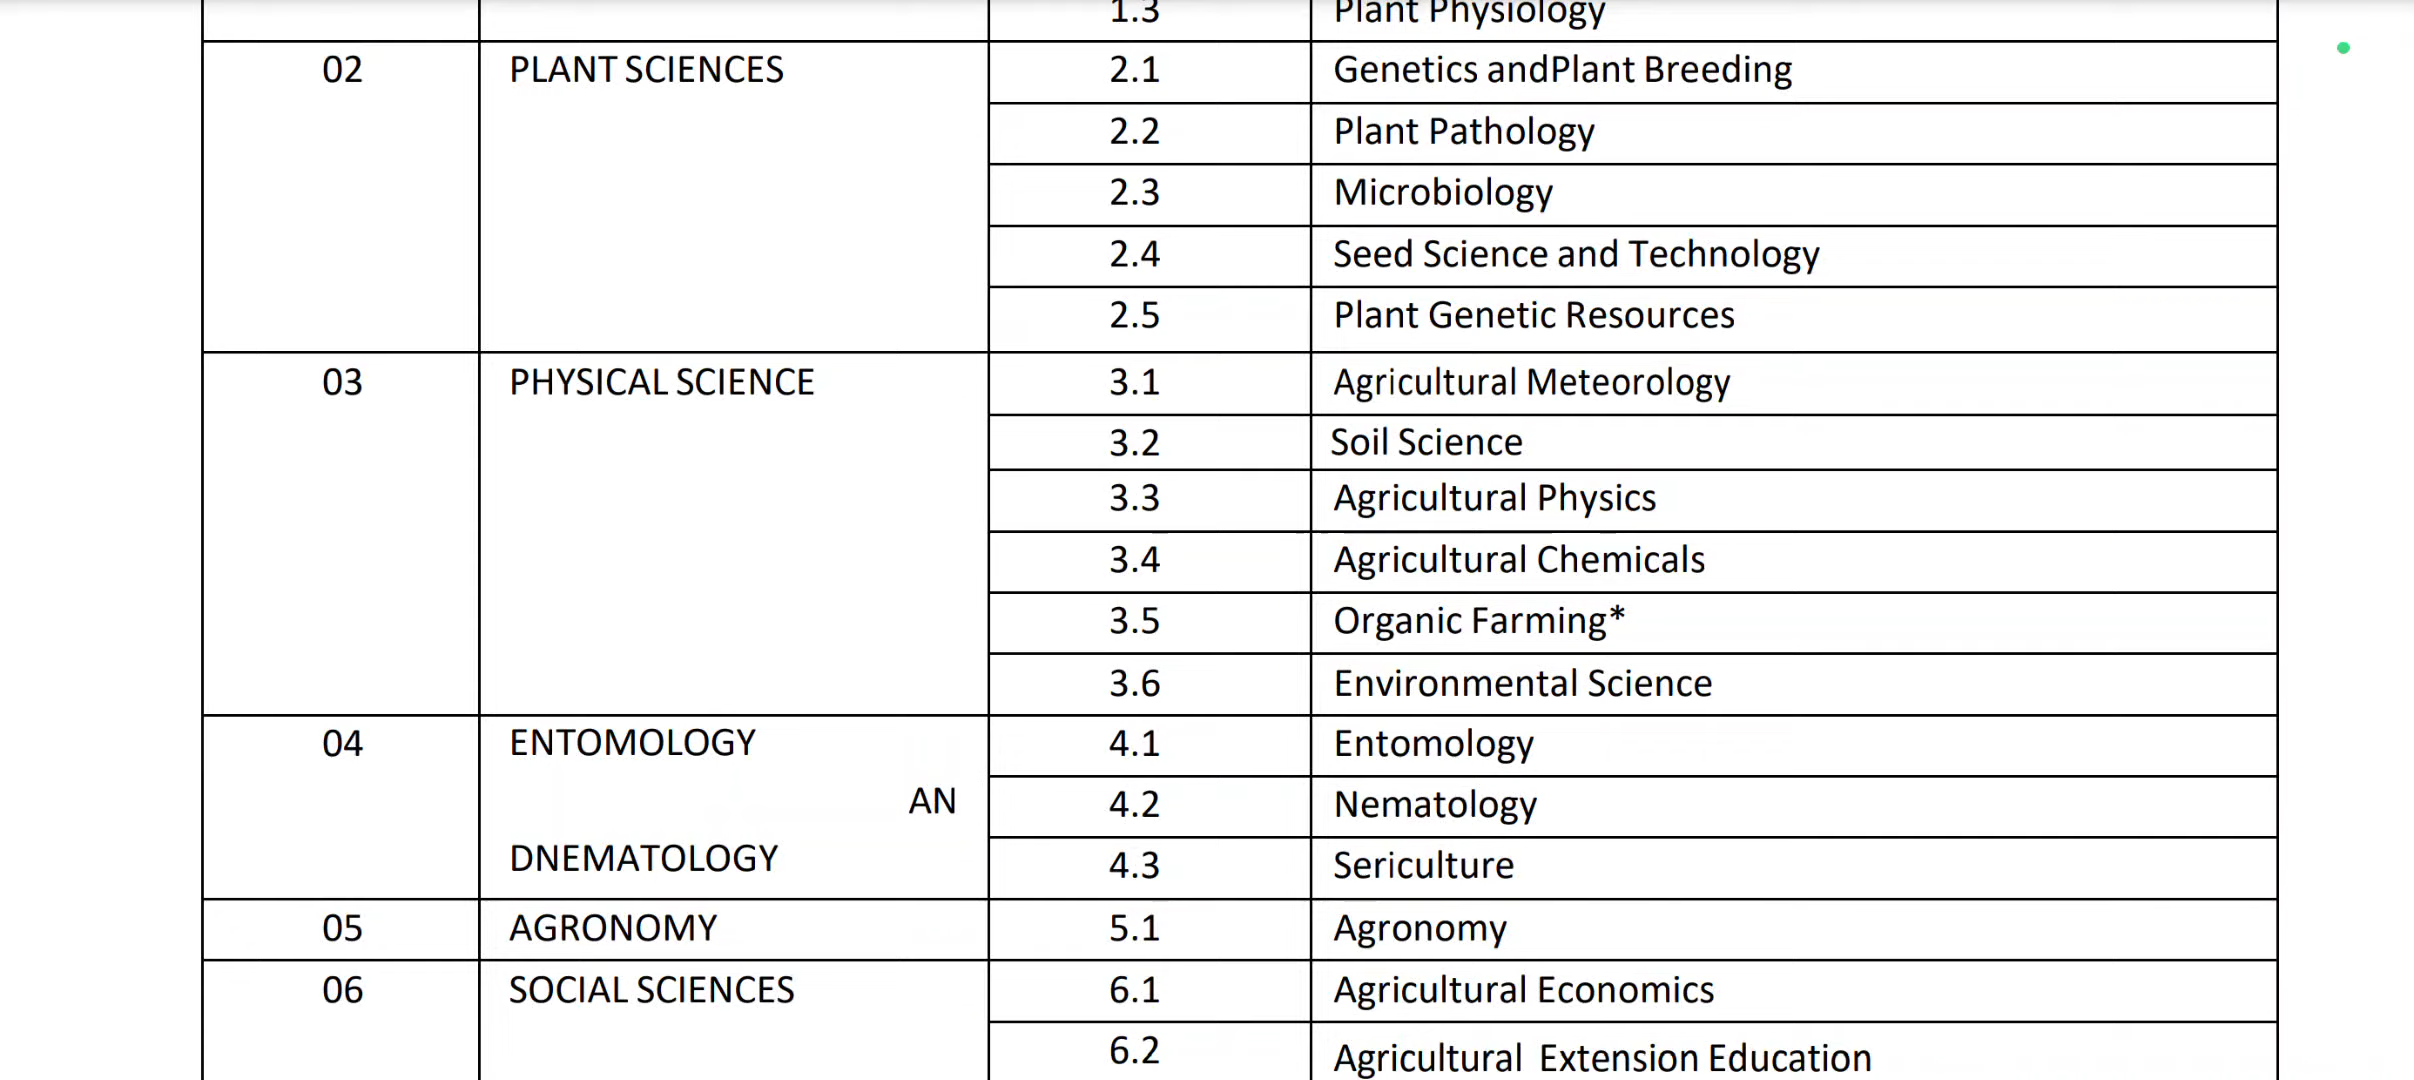 1.3 Plant Physiology
02 PLANT SCIENCES 2.1 Genetics andPlant Breeding
2.2 Plant Pathology
2.3 Microbiology
2.4 Seed Science and Technology
2.5 Plant Genetic Resources
03 PHYSICAL SCIENCE 3.1 Agricultural Meteorology
3.2 Soil Science
3.3 Agricultural Physics
3.4 Agricultural Chemicals
3.5 Organic Farming*
3.6 Environmental Science
04 ENTOMOLOGY 4.1 Entomology
AN 4.2 Nematology
DNEMATOLOGY 4.3 Sericulture
05 AGRONOMY 5.1 Agronomy
06 SOCIAL SCIENCES 6.1 Agricultural Economics
6.2 Agricultural Extension Education